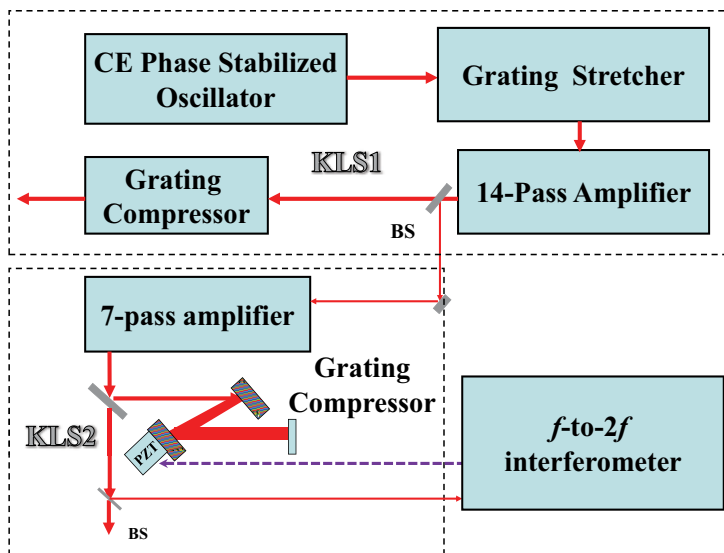 CE Phase Stabilized
Oscillator
Grating Stretcher
KLS1
Grating
Compressor
14-Pass Amplifier
BS
7-pass amplifier
Grating
Compressor
KLS2
PZT
f-to-2f
interferometer
BS